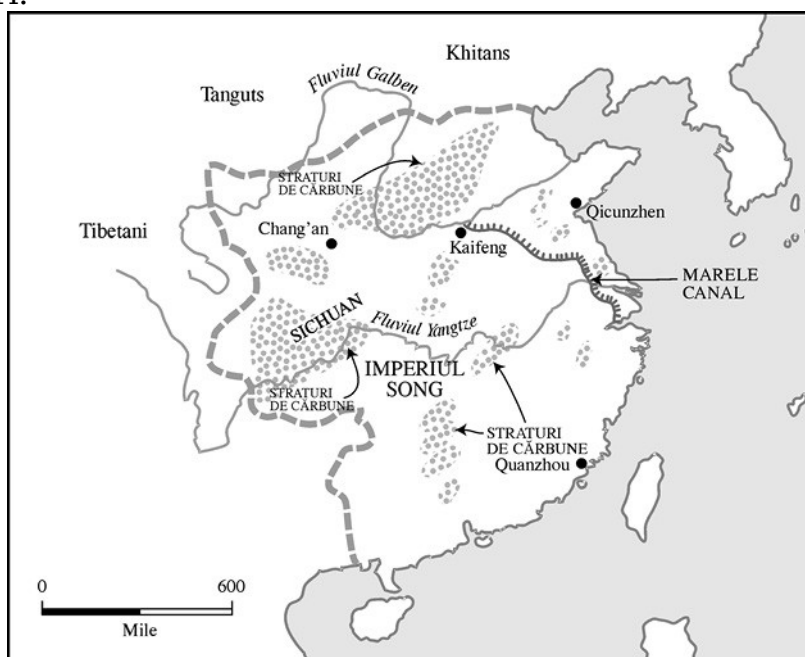 Khitans
Fluviul Galben
Tanguts
STRATURI
DE CĂRBUNE
Qicunzhen
Chang'an
Tibetani
Kaifeng
MARELE
CANAL
SICHUAN
Fluviul Yangtze
IMPERIUL
SONG
STRATURI
DE CĂRBUNE
STRATURI
DE CĂRBUNE
Quanzhou
0 600
Mile